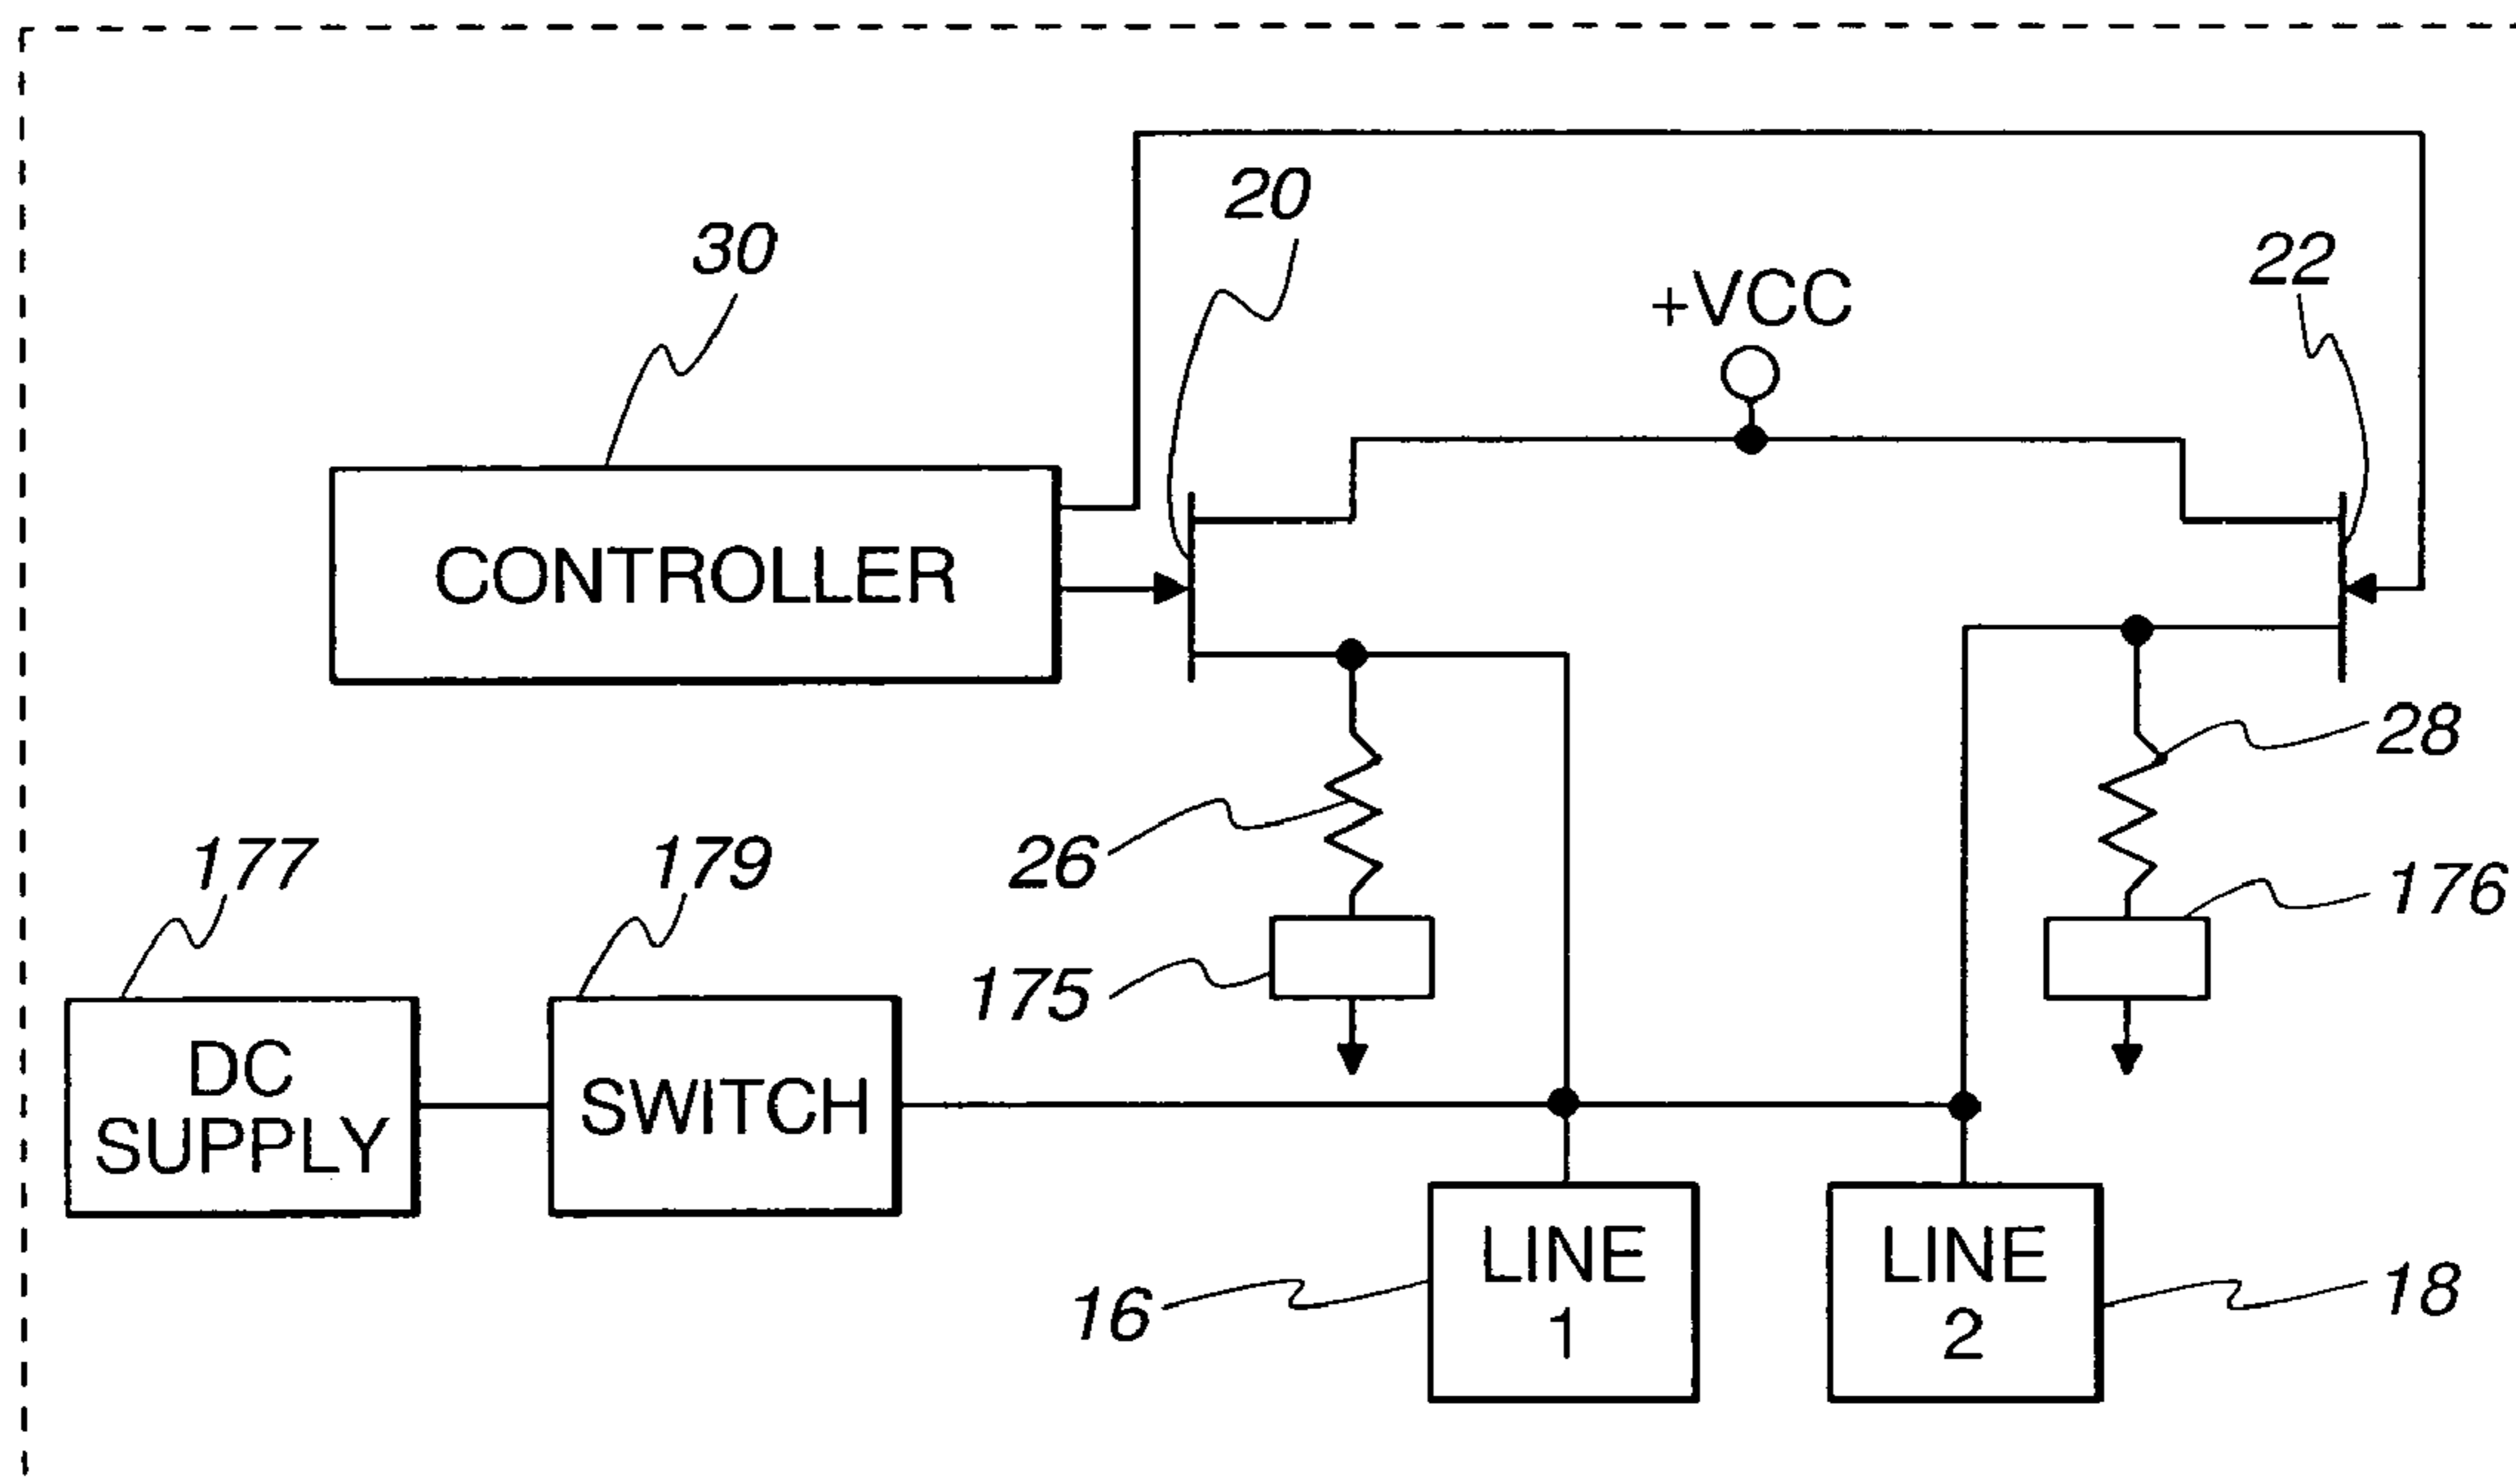 20
30
22
+VCC
CONTROLLER
28
26
177
179
176
175
DC
SUPPLY
SWITCH
LINE
1
LINE
2
16
18